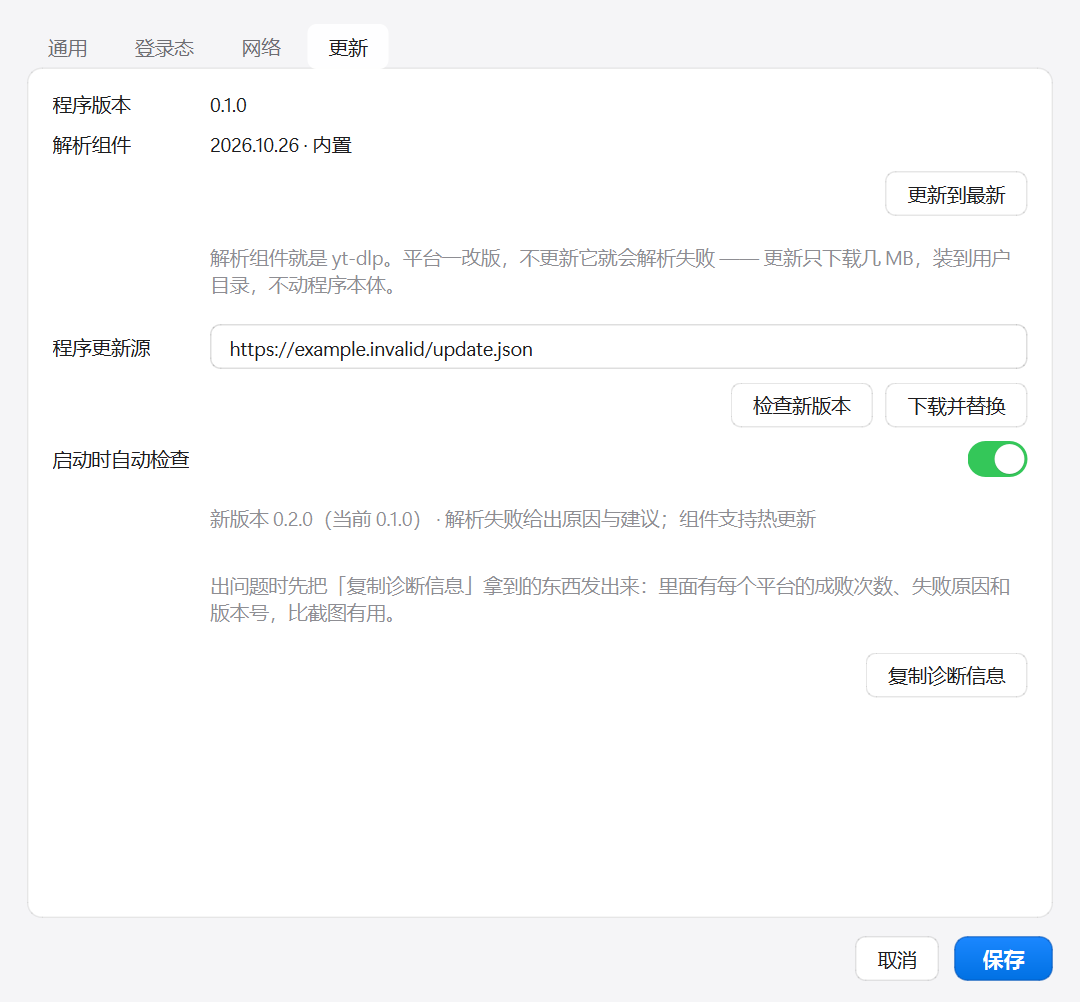 通用 登录态 网络 更新
程序版本 0.1.0
解析组件 2026.10.26 · 内置
更新到最新
解析组件就是 yt-dlp。平台一改版，不更新它就会解析失败 —— 更新只下载几 MB，装到用户
目录，不动程序本体。
程序更新源 https://example.invalid/update.json
检查新版本 下载并替换
启动时自动检查
新版本 0.2.0（当前 0.1.0） · 解析失败给出原因与建议；组件支持热更新
出问题时先把「复制诊断信息」拿到的东西发出来：里面有每个平台的成败次数、失败原因和
版本号，比截图有用。
复制诊断信息
取消 保存